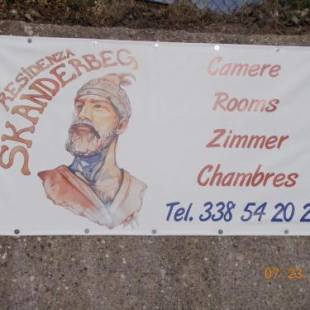 RESIDENZA
SKANDERBEG
Camere
Rooms
Zimmer
Chambres
Tel. 338 54 20 2
07.23